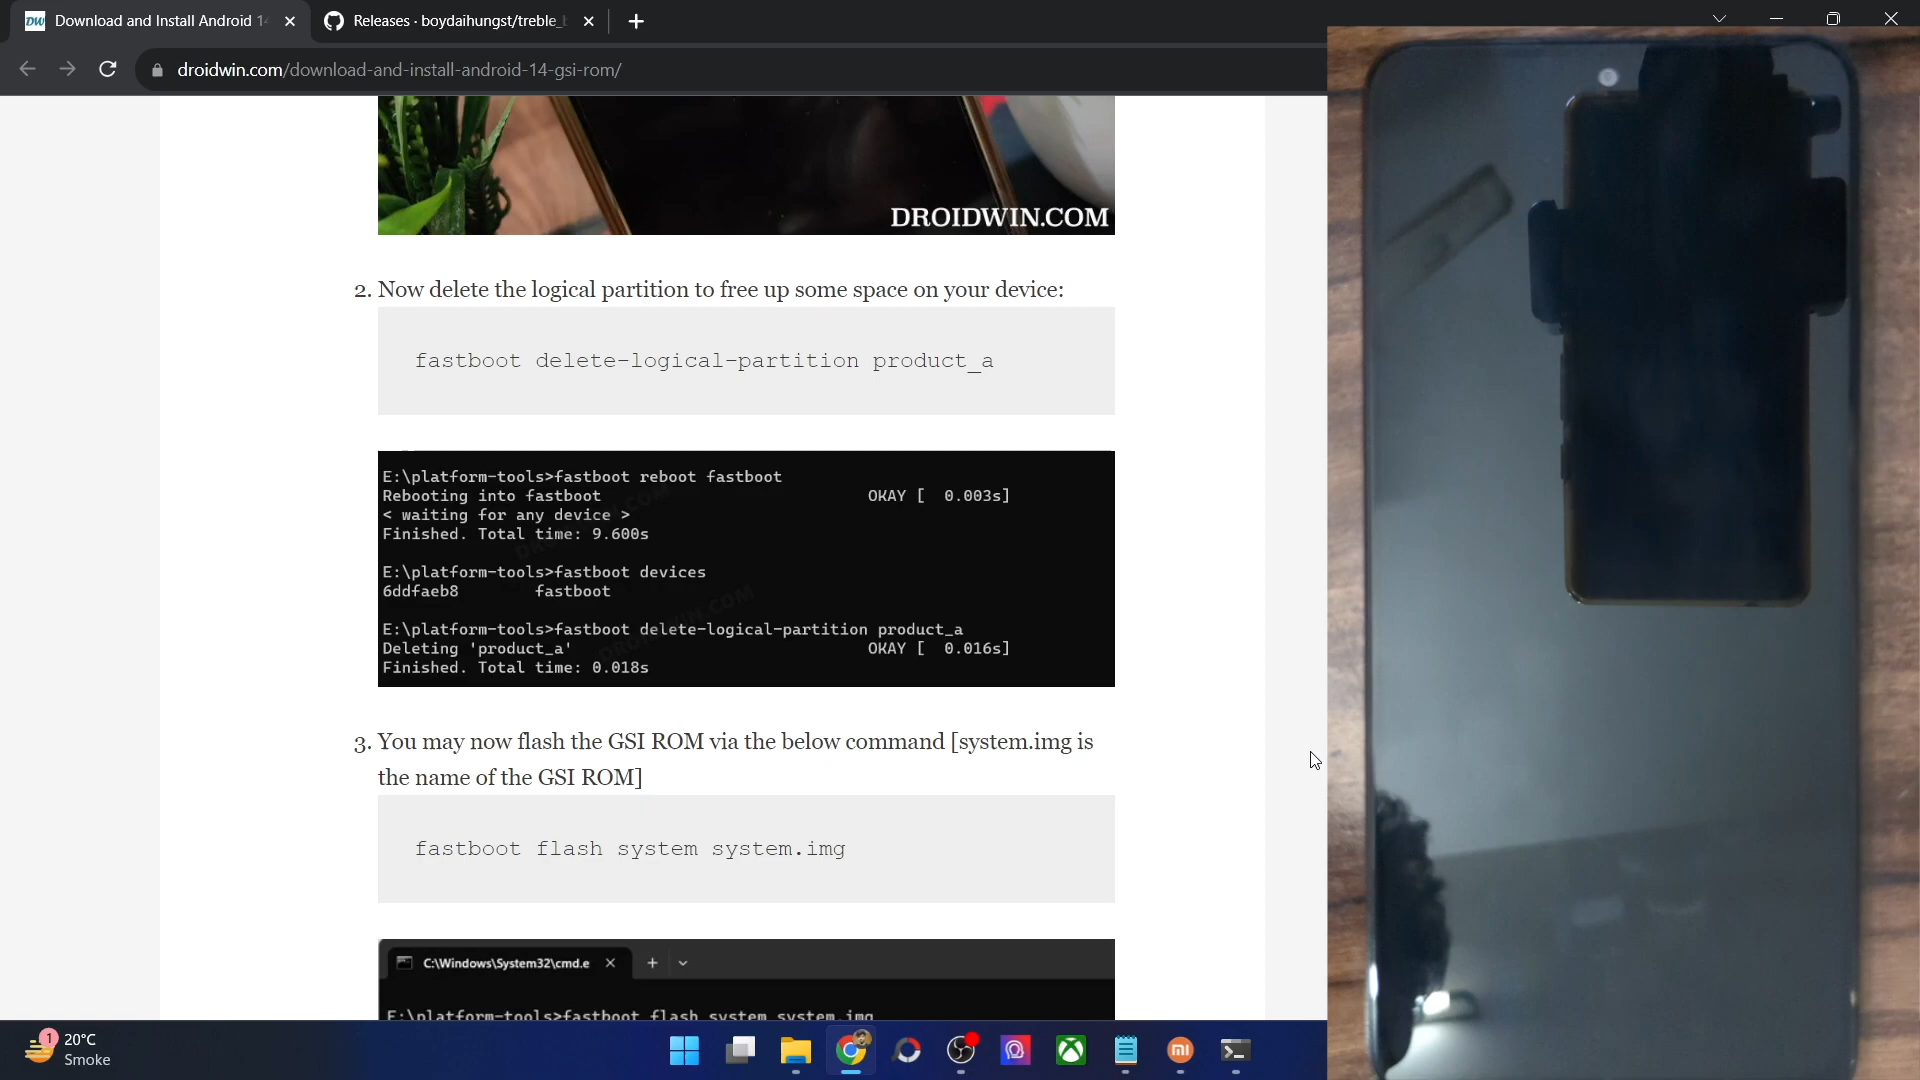 DW Download and Install Android 1
Releases · boydaihungst/treble_
droidwin.com/download-and-install-android-14-gsi-rom/
DROIDWIN.COM
2. Now delete the logical partition to free up some space on your device:
fastboot delete-logical-partition product_a
E:\platform-tools>fastboot reboot fastboot
Rebooting into fastboot OKAY [ 0.003s]
< waiting for any device >
Finished. Total time: 9.600s
E:\platform-tools>fastboot devices
6ddfaeb8 fastboot
E:\platform-tools>fastboot delete-logical-partition product_a
Deleting 'product_a' OKAY [ 0.016s]
Finished. Total time: 0.018s
3. You may now flash the GSI ROM via the below command [system.img is
the name of the GSI ROM]
fastboot flash system system.img
C:\Windows\System32\cmd.e
E:\platform-tools>fastboot flash system system.img
1
20°C
Smoke